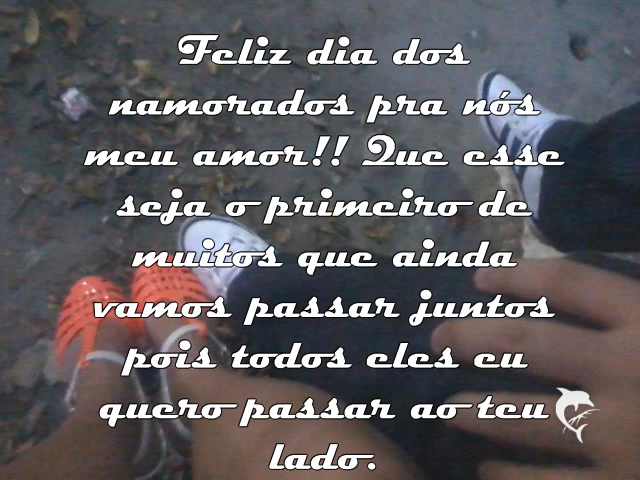 Feliz dia dos
namorados pra nós
meu amor!! Que esse
seja o primeiro de
muitos que ainda
vamos passar juntos
pois todos eles eu
quero passar ao teu
lado.